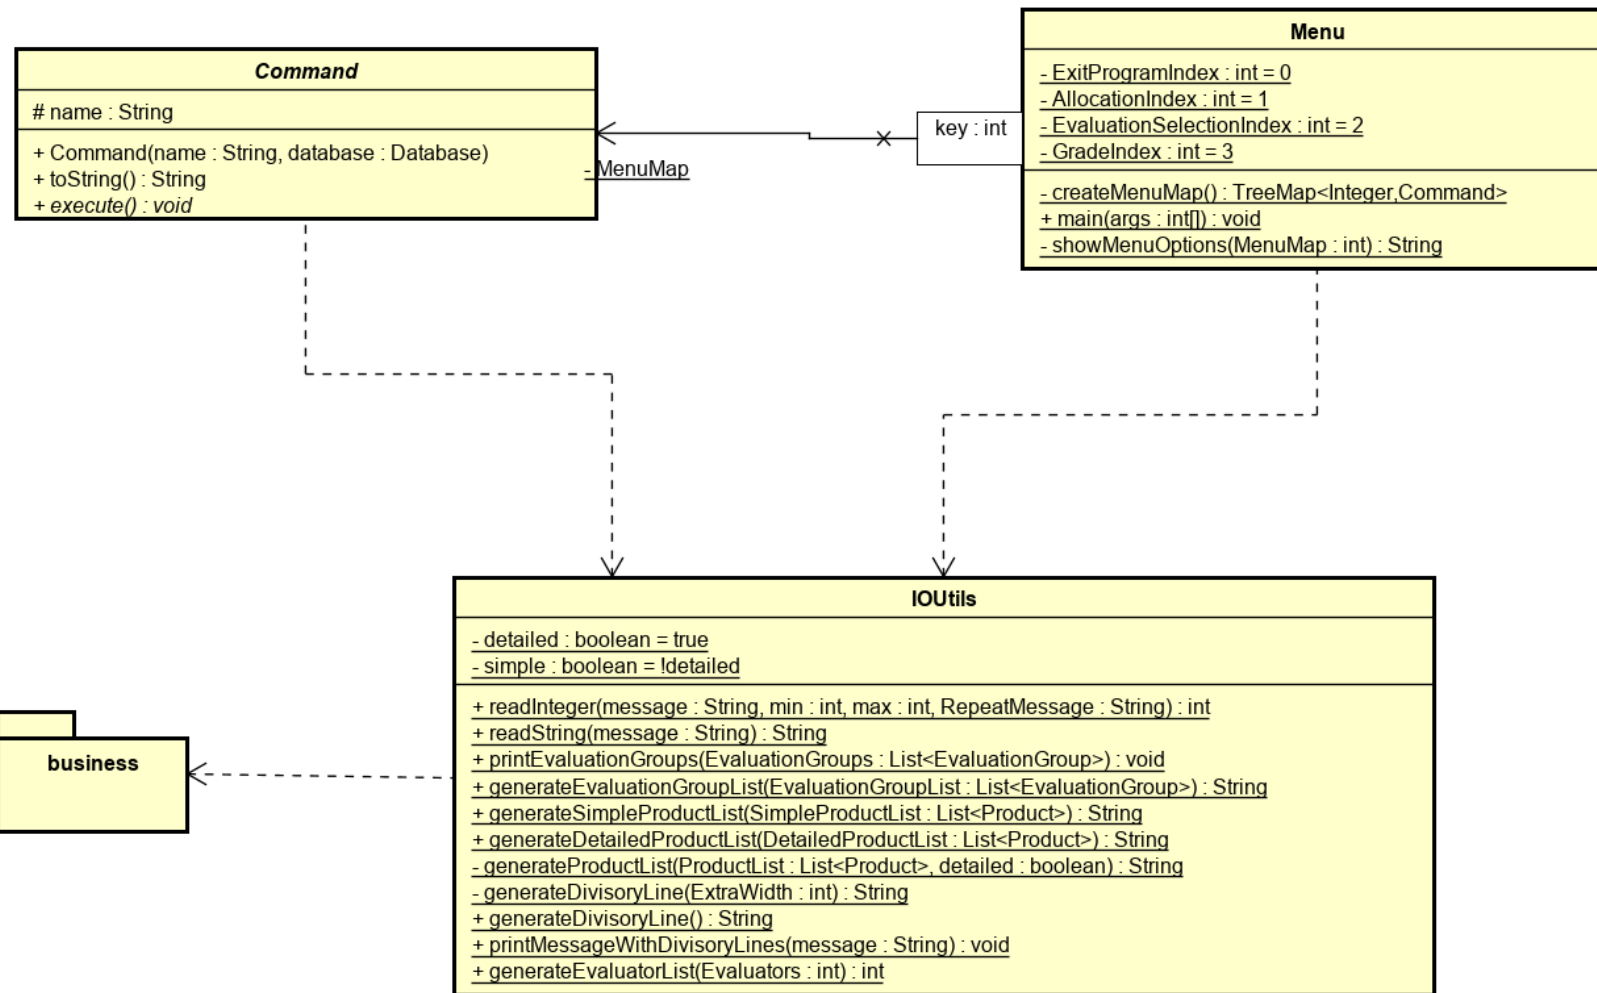 Command
# name : String
+ Command(name : String, database : Database)
+ toString() : String
+ execute() : void
- MenuMap
key : int
Menu
- ExitProgramIndex : int = 0
- AllocationIndex : int = 1
- EvaluationSelectionIndex : int = 2
- GradeIndex : int = 3
- createMenuMap() : TreeMap<Integer,Command>
+ main(args : int[]) : void
- showMenuOptions(MenuMap : int) : String
IOUtils
- detailed : boolean = true
- simple : boolean = !detailed
+ readInteger(message : String, min : int, max : int, RepeatMessage : String) : int
+ readString(message : String) : String
+ printEvaluationGroups(EvaluationGroups : List<EvaluationGroup>) : void
+ generateEvaluationGroupList(EvaluationGroupList : List<EvaluationGroup>) : String
+ generateSimpleProductList(SimpleProductList : List<Product>) : String
+ generateDetailedProductList(DetailedProductList : List<Product>) : String
- generateProductList(ProductList : List<Product>, detailed : boolean) : String
- generateDivisoryLine(ExtraWidth : int) : String
+ generateDivisoryLine() : String
+ printMessageWithDivisoryLines(message : String) : void
+ generateEvaluatorList(Evaluators : int) : int
business